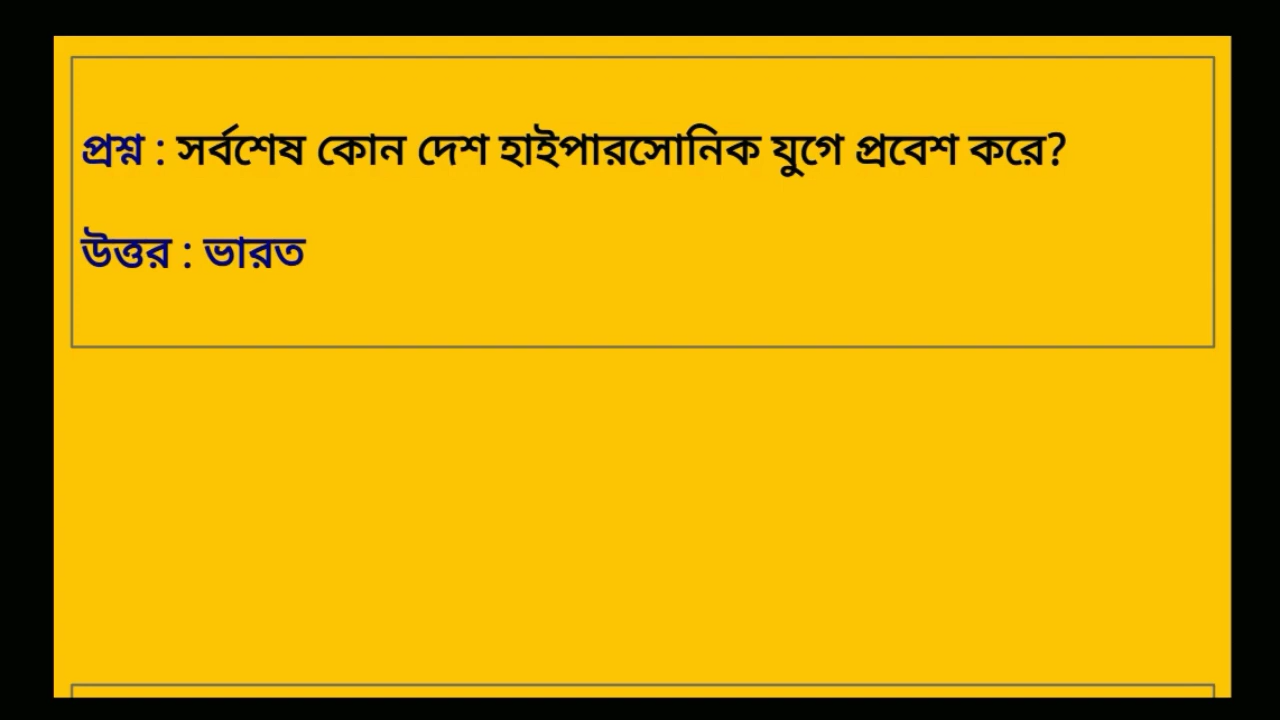 প্রশ্ন : সর্বশেষ কোন দেশ হাইপারসোনিক যুগে প্রবেশ করে?
উত্তর : ভারত